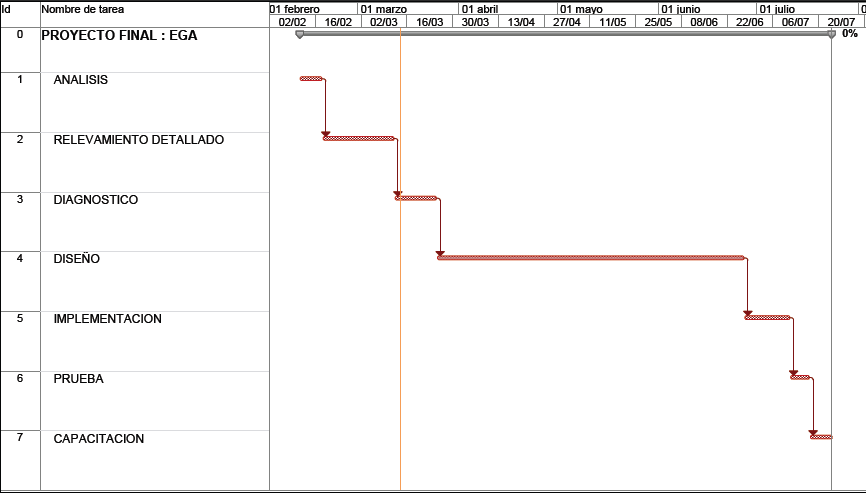 Id Nombre de tarea 01 febrero 01 marzo 01 abril 01 mayo 01 junio 01 julio 0
02/02 16/02 02/03 16/03 30/03 13/04 27/04 11/05 25/05 08/06 22/06 06/07 20/07
0 PROYECTO FINAL : EGA 0%
1 ANALISIS
2 RELEVAMIENTO DETALLADO
3 DIAGNOSTICO
4 DISEÑO
5 IMPLEMENTACION
6 PRUEBA
7 CAPACITACION